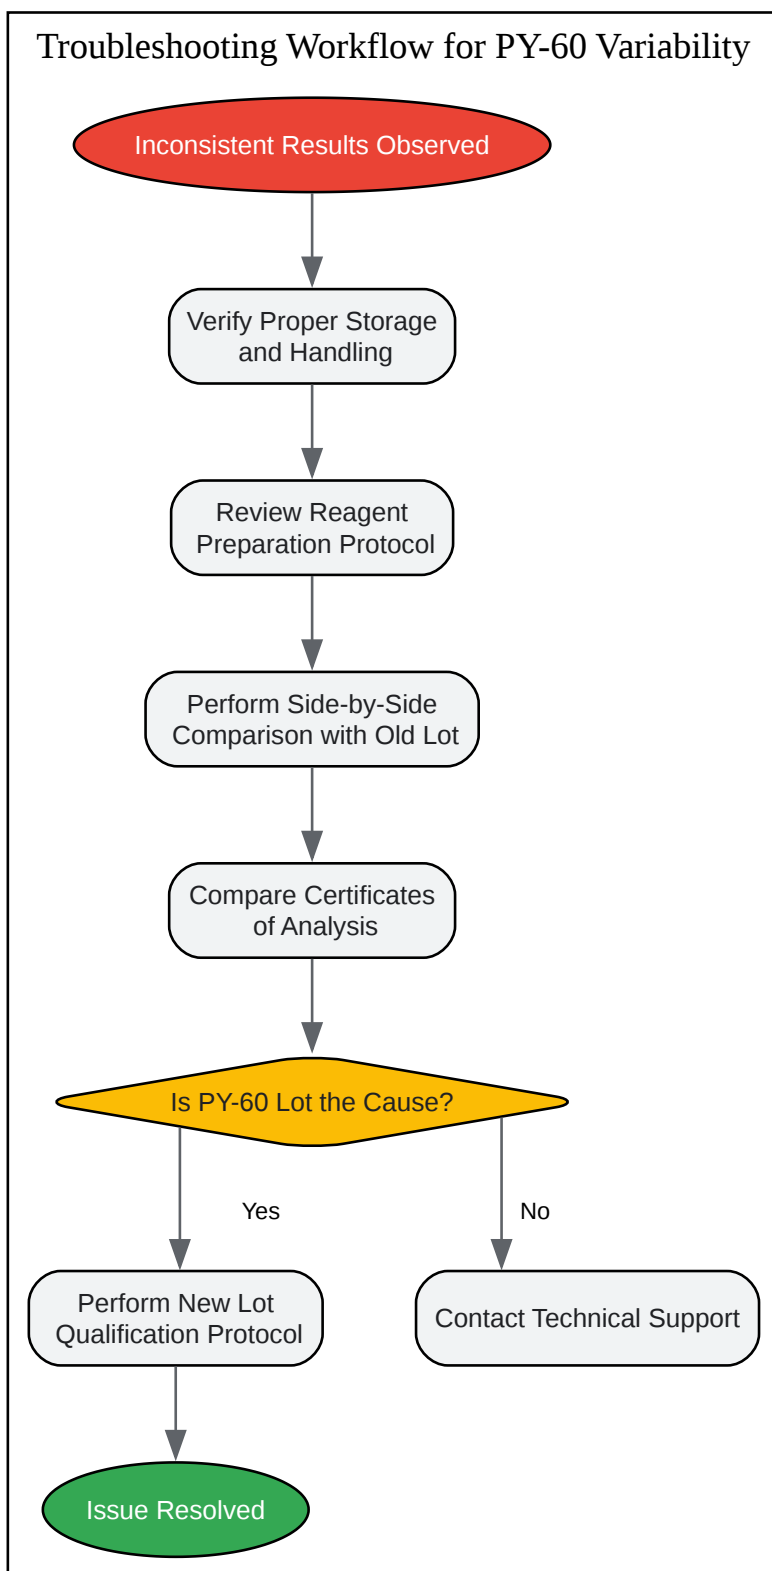 Troubleshooting Workflow for PY-60 Variability
Inconsistent Results Observed
Verify Proper Storage
and Handling
Review Reagent
Preparation Protocol
Perform Side-by-Side
Comparison with Old Lot
Compare Certificates
of Analysis
Is PY-60 Lot the Cause?
Yes
No
Perform New Lot
Qualification Protocol
Contact Technical Support
Issue Resolved